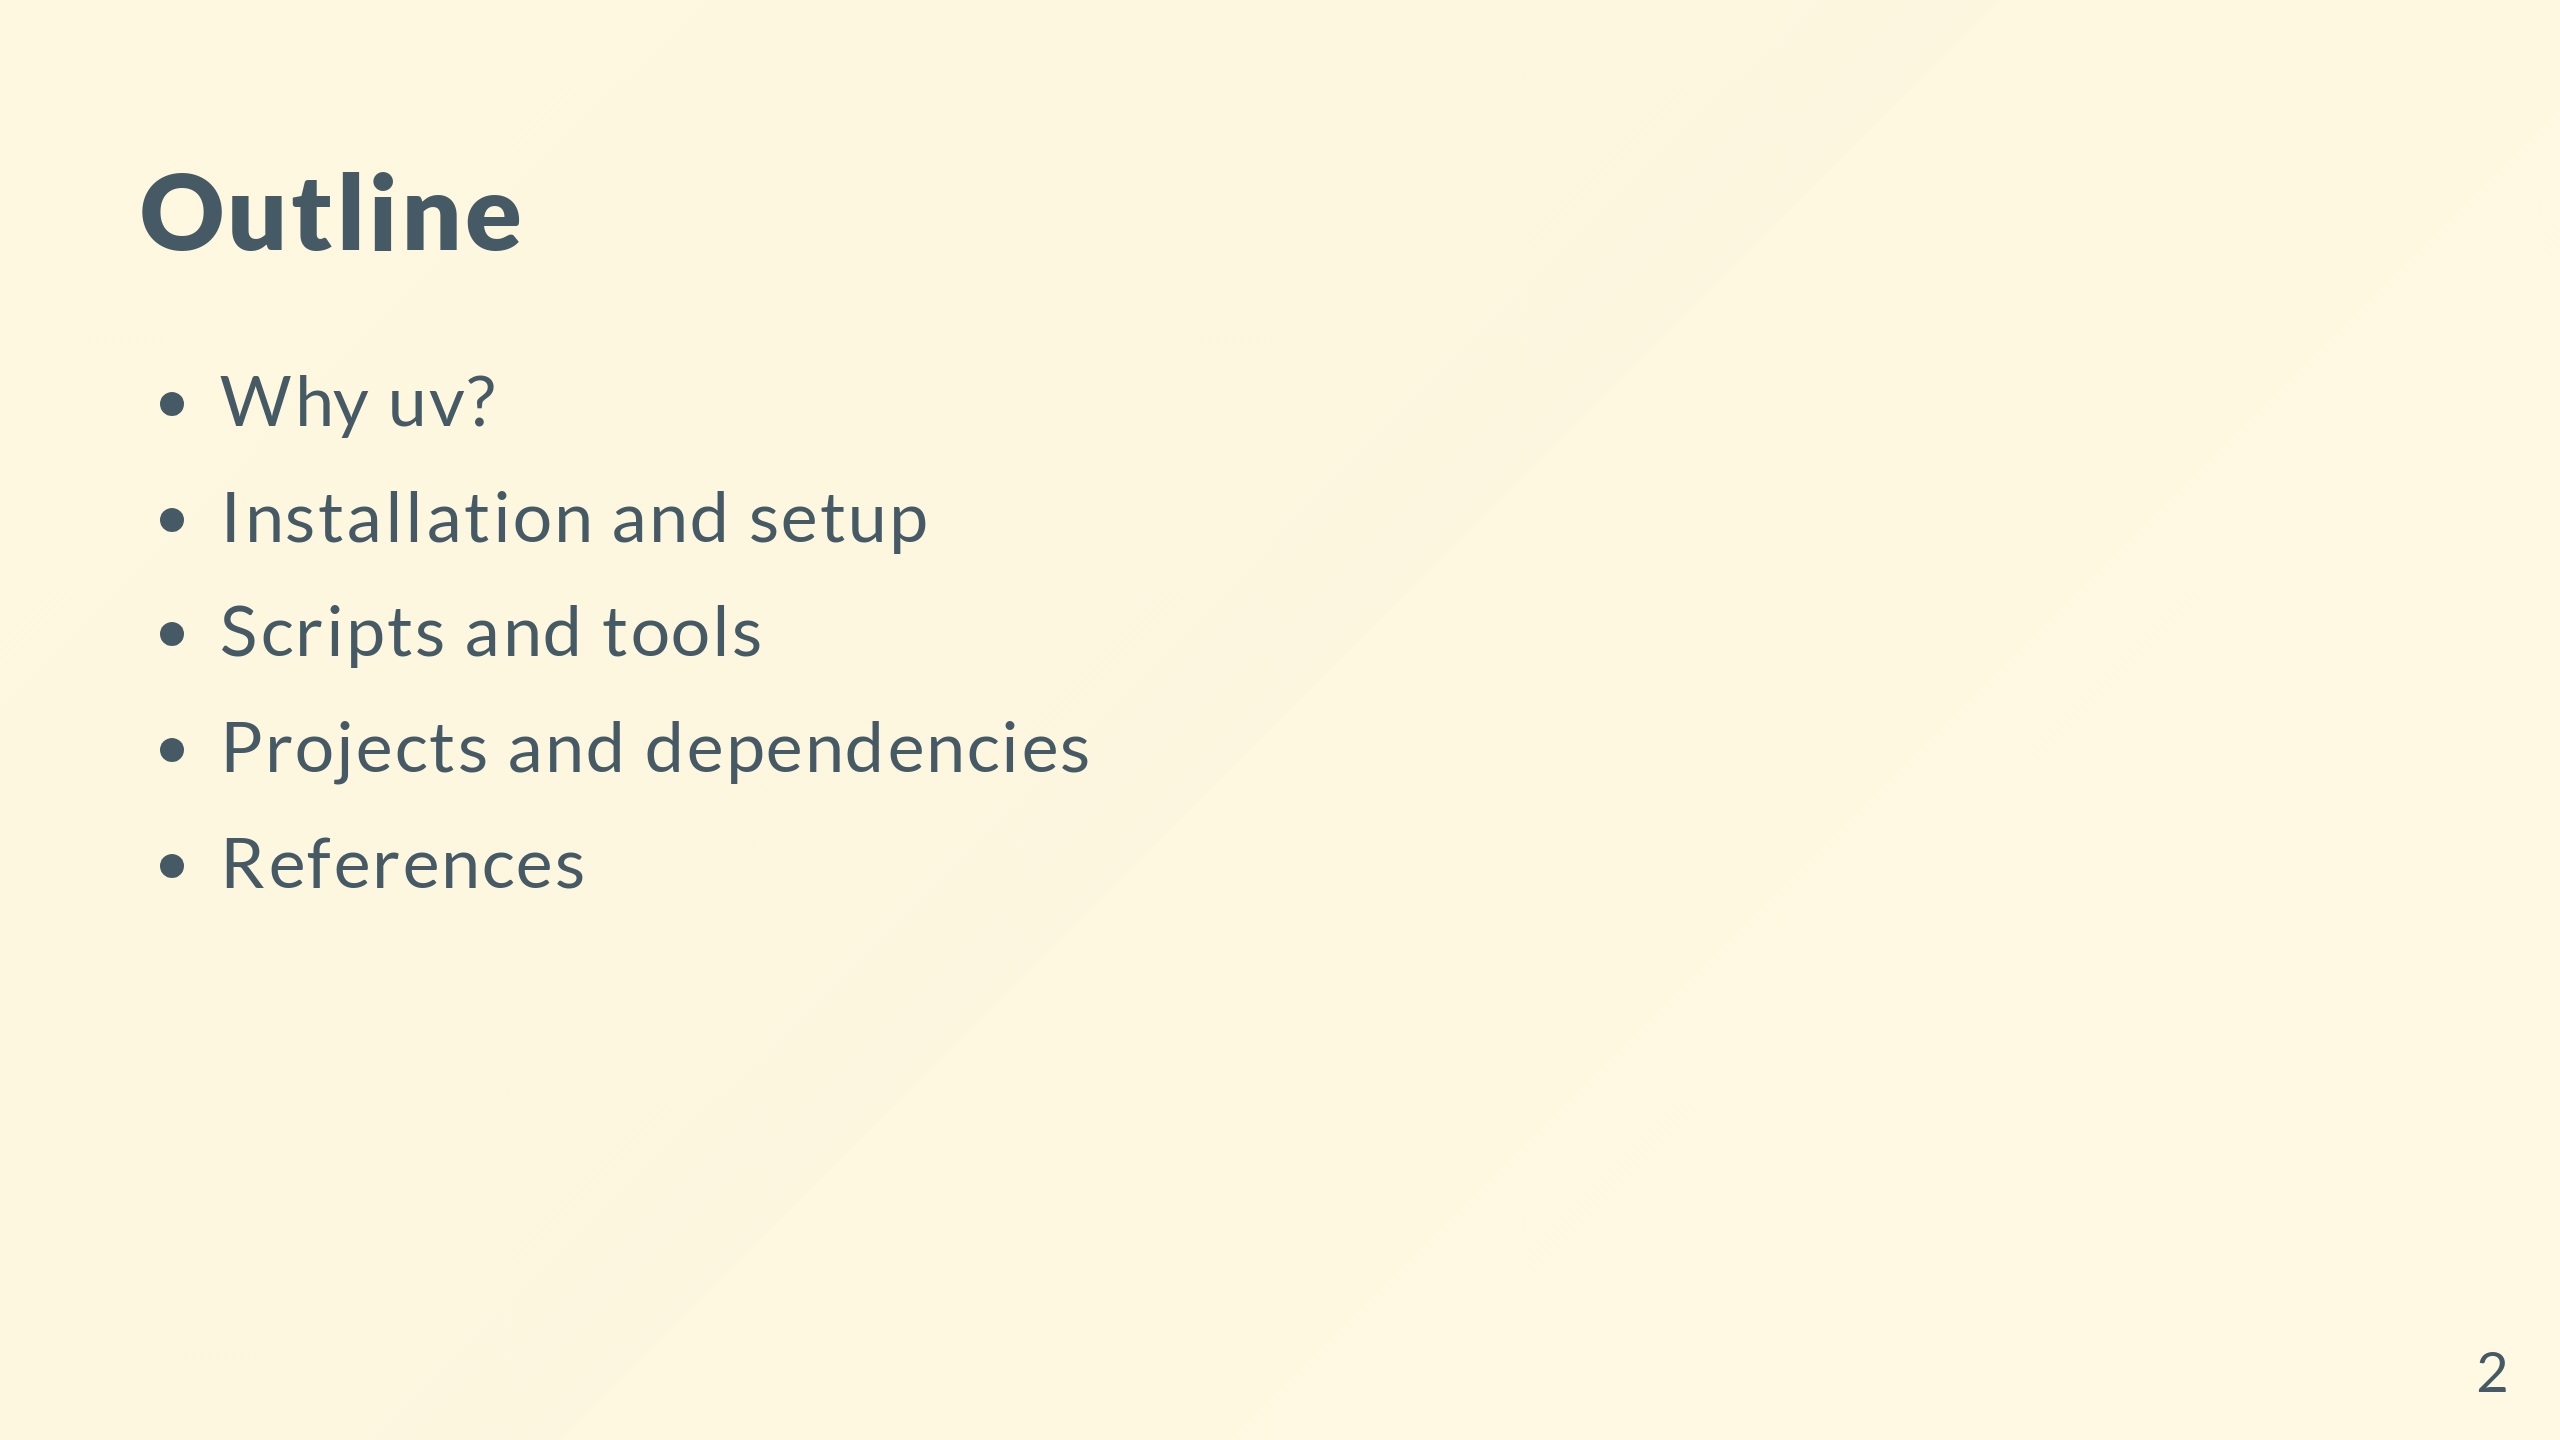 Outline
• Why uv?
• Installation and setup
• Scripts and tools
• Projects and dependencies
• References
2